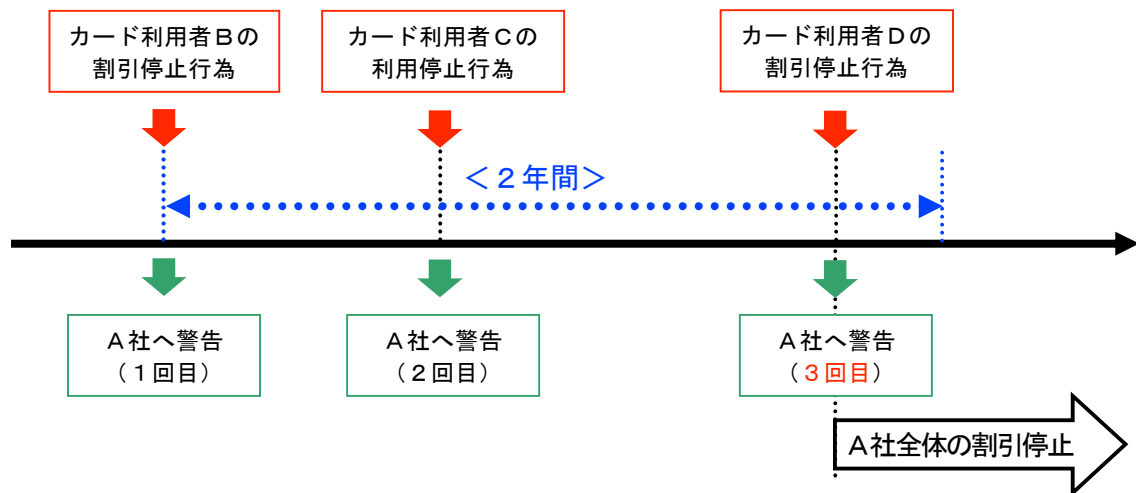 カード利用者Ｂの
割引停止行為
カード利用者Ｃの
利用停止行為
カード利用者Ｄの
割引停止行為
＜２年間＞
Ａ社へ警告
（１回目）
Ａ社へ警告
（２回目）
Ａ社へ警告
（３回目）
Ａ社全体の割引停止